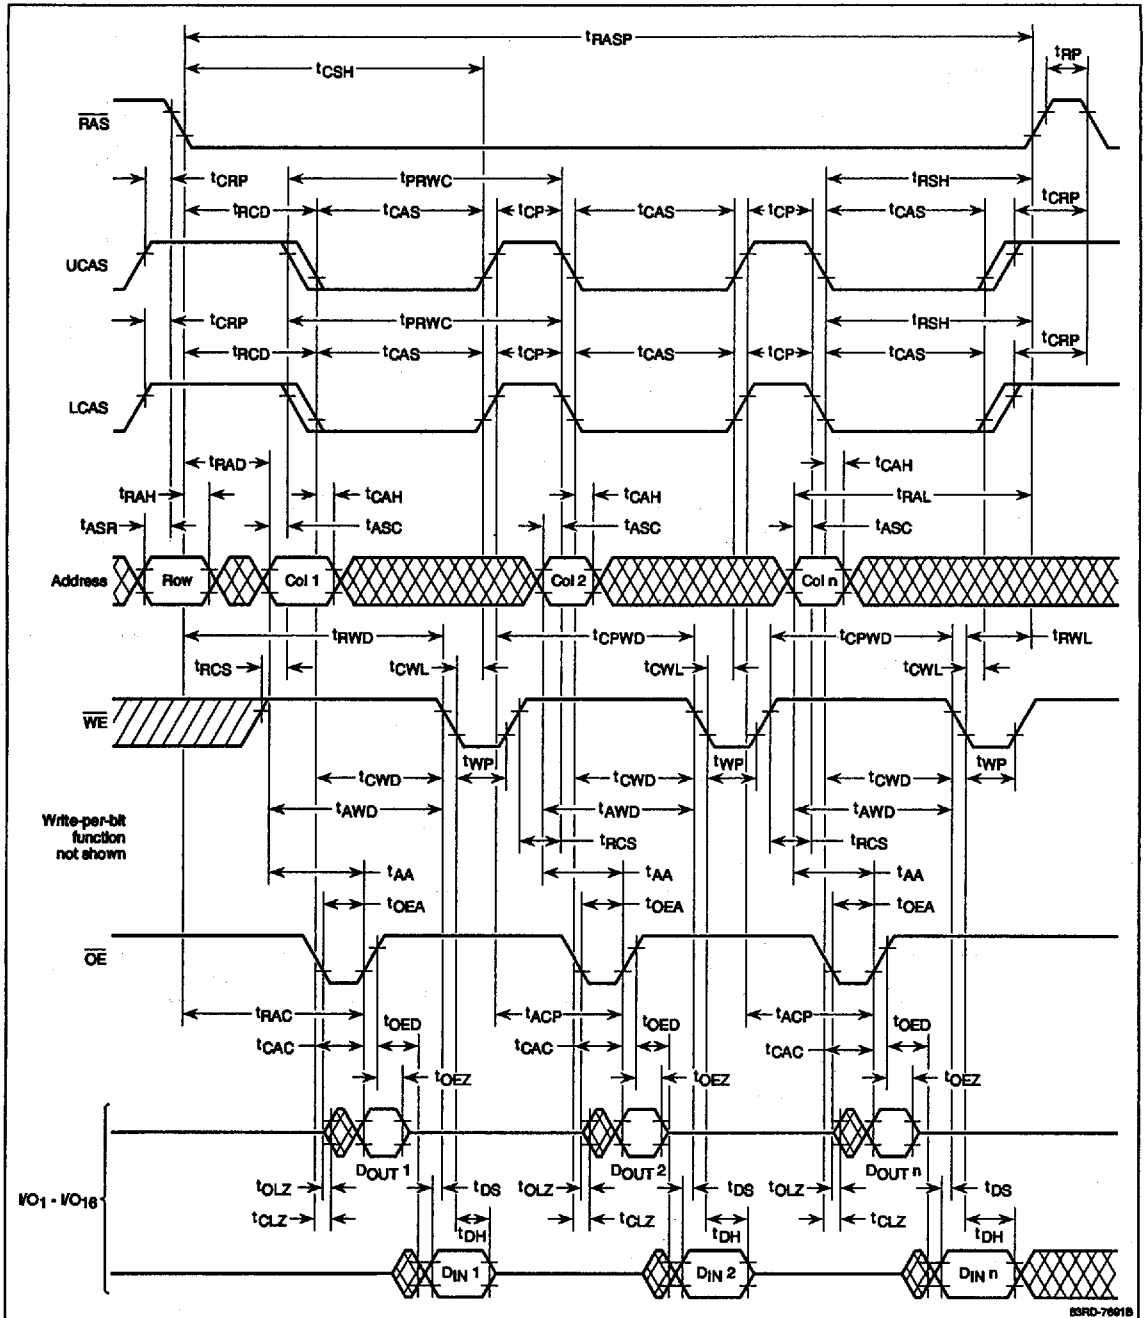 tRASP
tCSH tRP
RAS
tCRP tPRWC tRSH
tRCD tCAS tCP tCAS tCP tCAS tCRP
UCAS
tCRP tPRWC tRSH
tRCD tCAS tCP tCAS tCP tCAS tCRP
LCAS
tRAD tCAH
tRAH tCAH tCAH tRAL
tASR tASC tASC tASC
Address Row Col 1 Col 2 Col n
tRWD tCPWD tCPWD tRWL
tRCS tCWL tCWL tCWL
WE
tWP tWP tWP
tCWD tCWD tCWD
tAWD tAWD tAWD
Write-per-bit
function
not shown
tRCS tRCS
tAA tAA tAA
tOEA tOEA tOEA
OE
tRAC tOED tACP tOED tACP tOED
tCAC tCAC tCAC
tOEZ tOEZ tOEZ
DOUT 1 DOUT 2 DOUT n
I/O1 - I/O16
tOLZ tDS tOLZ tDS tOLZ tDS
tCLZ tCLZ tCLZ
tDH tDH tDH
DIN 1 DIN 2 DIN n
83RD-7691B